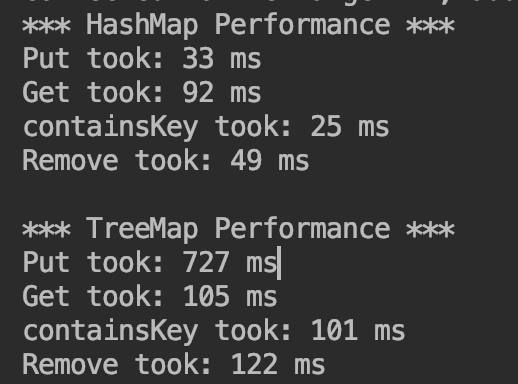 *** HashMap Performance ***
Put took: 33 ms
Get took: 92 ms
containsKey took: 25 ms
Remove took: 49 ms

*** TreeMap Performance ***
Put took: 727 ms
Get took: 105 ms
containsKey took: 101 ms
Remove took: 122 ms